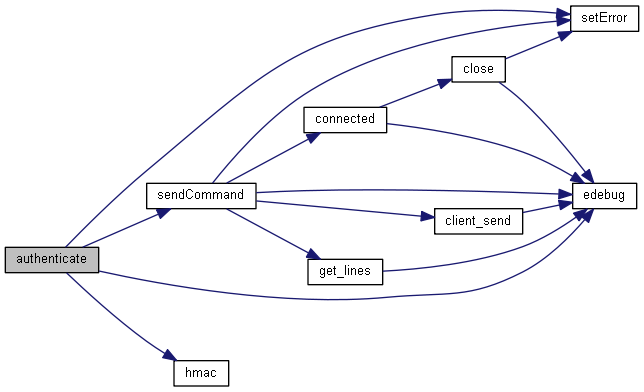 setError
close
connected
sendCommand
edebug
client_send
authenticate
get_lines
hmac